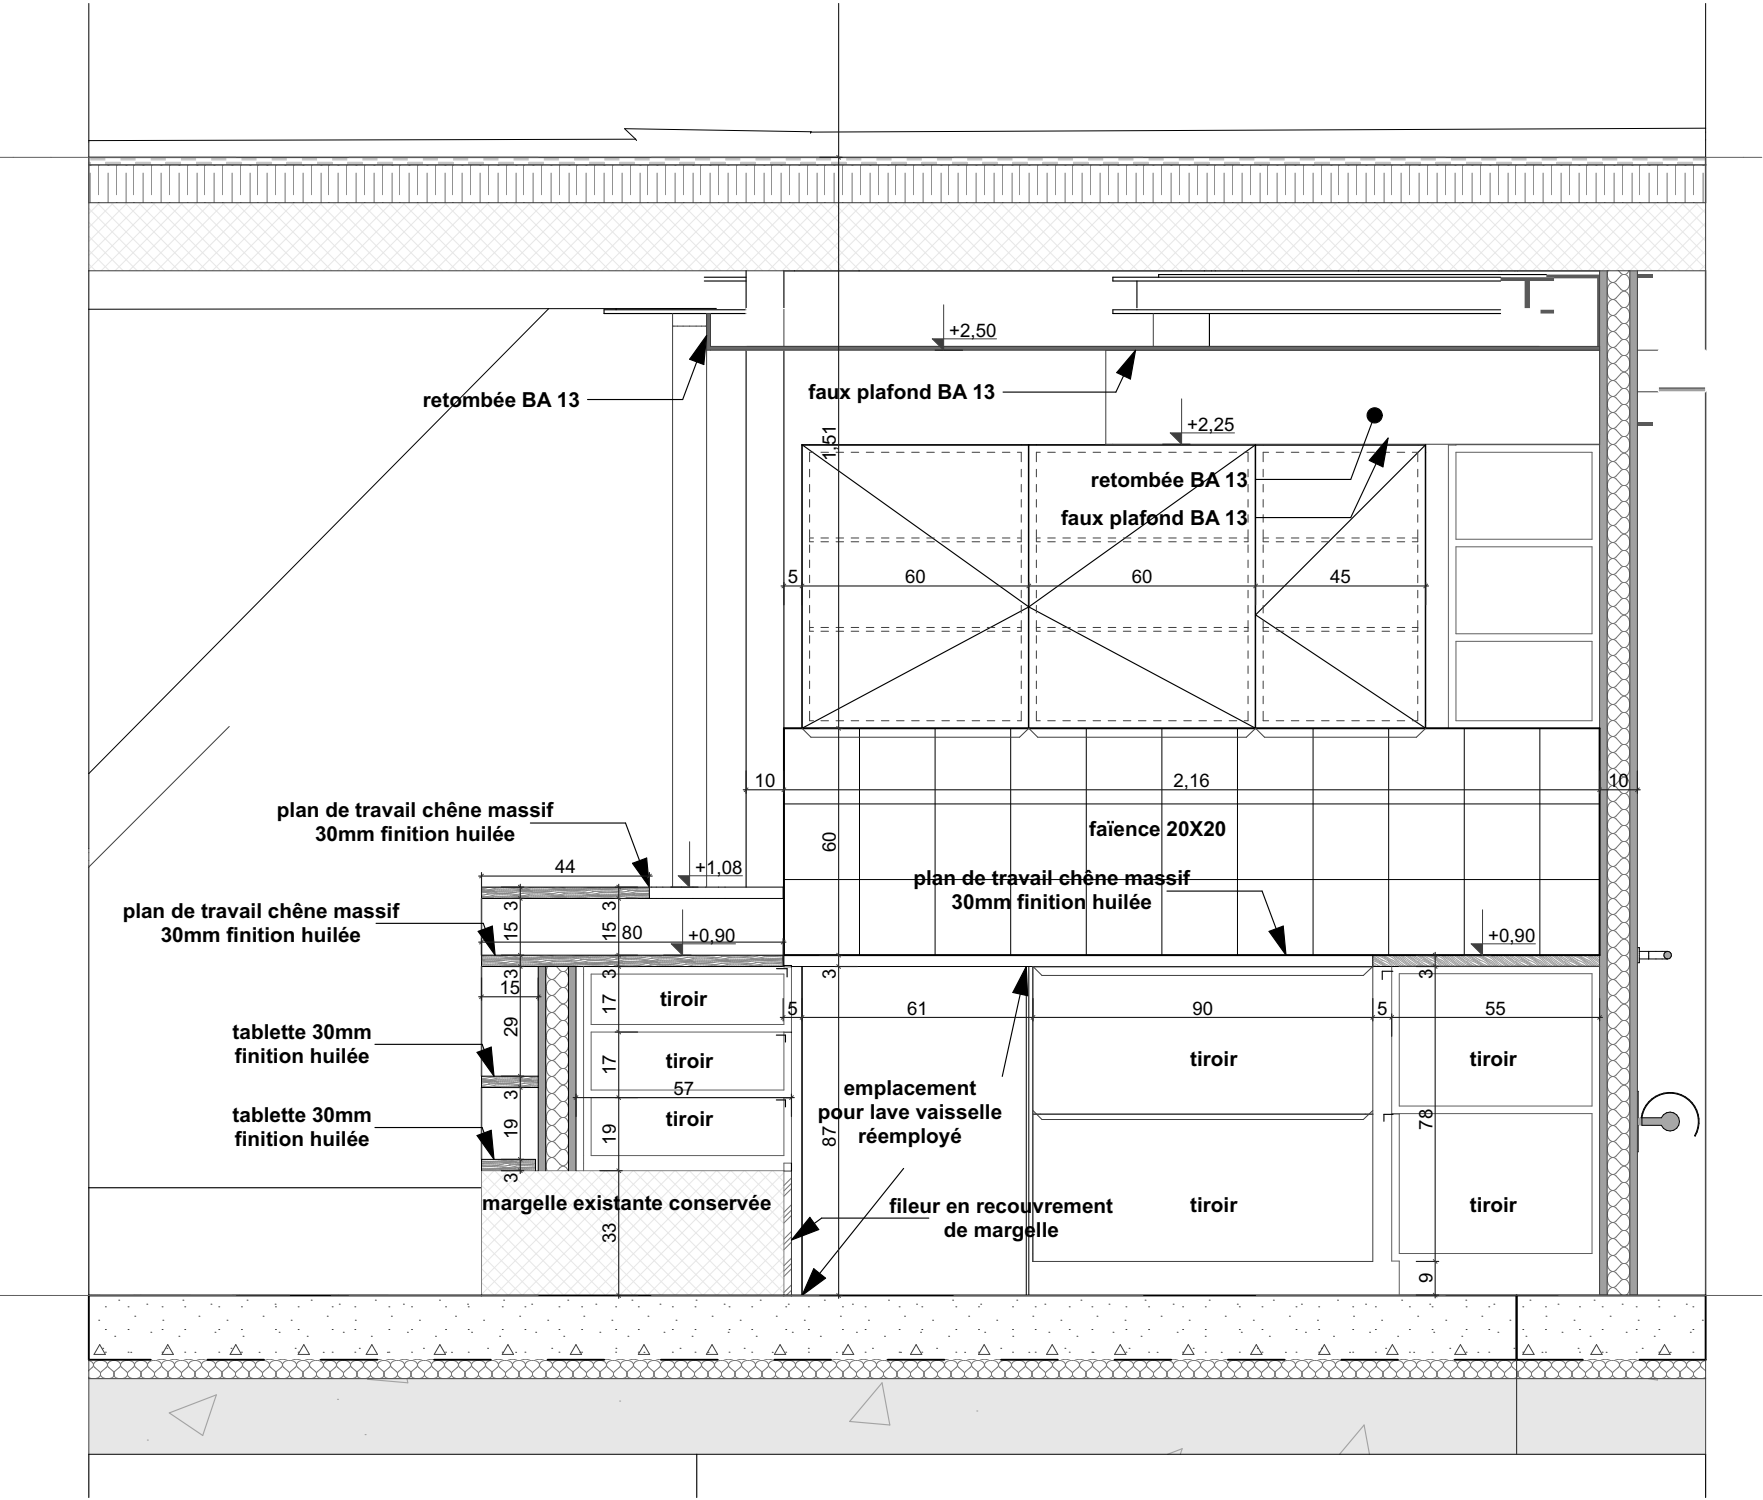 +2,50
retombée BA 13
faux plafond BA 13
+2,25
1,51
retombée BA 13
faux plafond BA 13
5
60
60
45
10
2,16
10
plan de travail chêne massif
30mm finition huilée
60
faïence 20X20
44
+1,08
plan de travail chêne massif
30mm finition huilée
plan de travail chêne massif
30mm finition huilée
3
3
15
15
80
+0,90
+0,90
3
3
3
3
15
17
tiroir
5
61
90
5
55
29
tablette 30mm
finition huilée
17
tiroir
tiroir
tiroir
57
3
emplacement
pour lave vaisselle
réemployé
tablette 30mm
finition huilée
19
19
tiroir
87
78
3
margelle existante conservée
33
fileur en recouvrement
de margelle
tiroir
tiroir
9